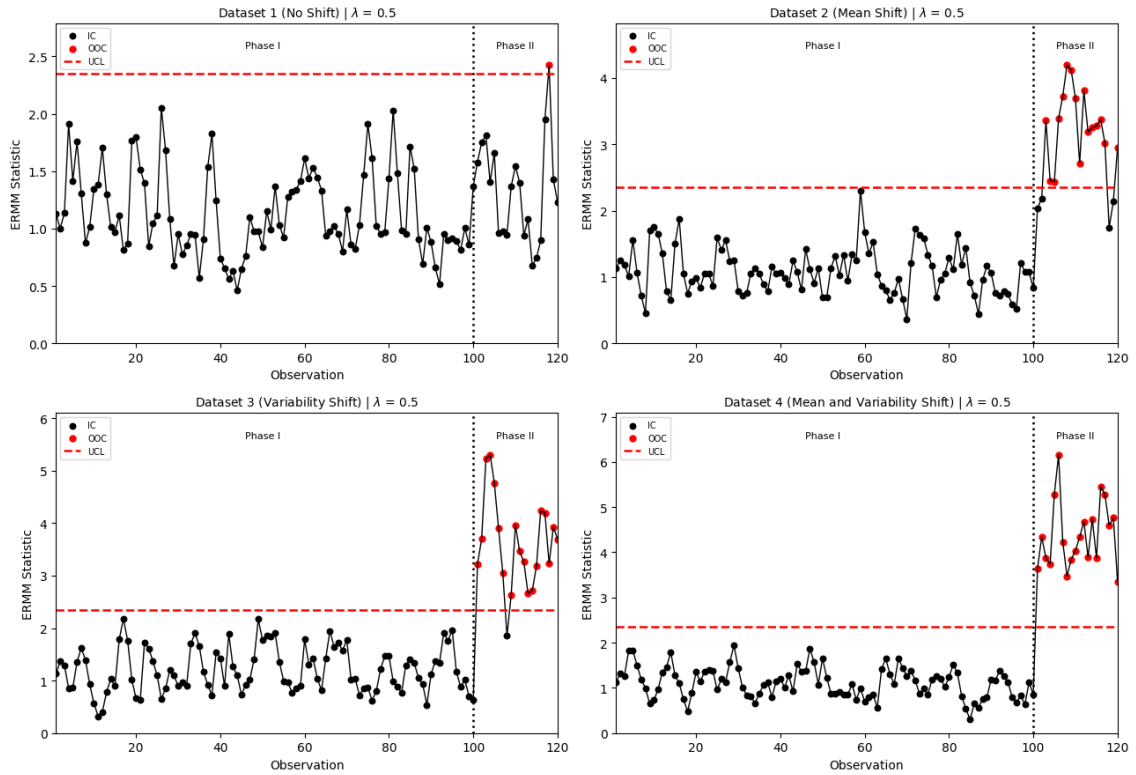 Dataset 1 (No Shift) | λ = 0.5
IC
OOC
UCL
Phase I
Phase II
ERMM Statistic
2.5
2.0
1.5
1.0
0.5
0.0
20
40
60
80
100
120
Observation
Dataset 2 (Mean Shift) | λ = 0.5
IC
OOC
UCL
Phase I
Phase II
ERMM Statistic
4
3
2
1
0
20
40
60
80
100
120
Observation
Dataset 3 (Variability Shift) | λ = 0.5
IC
OOC
UCL
Phase I
Phase II
ERMM Statistic
6
5
4
3
2
1
0
20
40
60
80
100
120
Observation
Dataset 4 (Mean and Variability Shift) | λ = 0.5
IC
OOC
UCL
Phase I
Phase II
ERMM Statistic
7
6
5
4
3
2
1
0
20
40
60
80
100
120
Observation